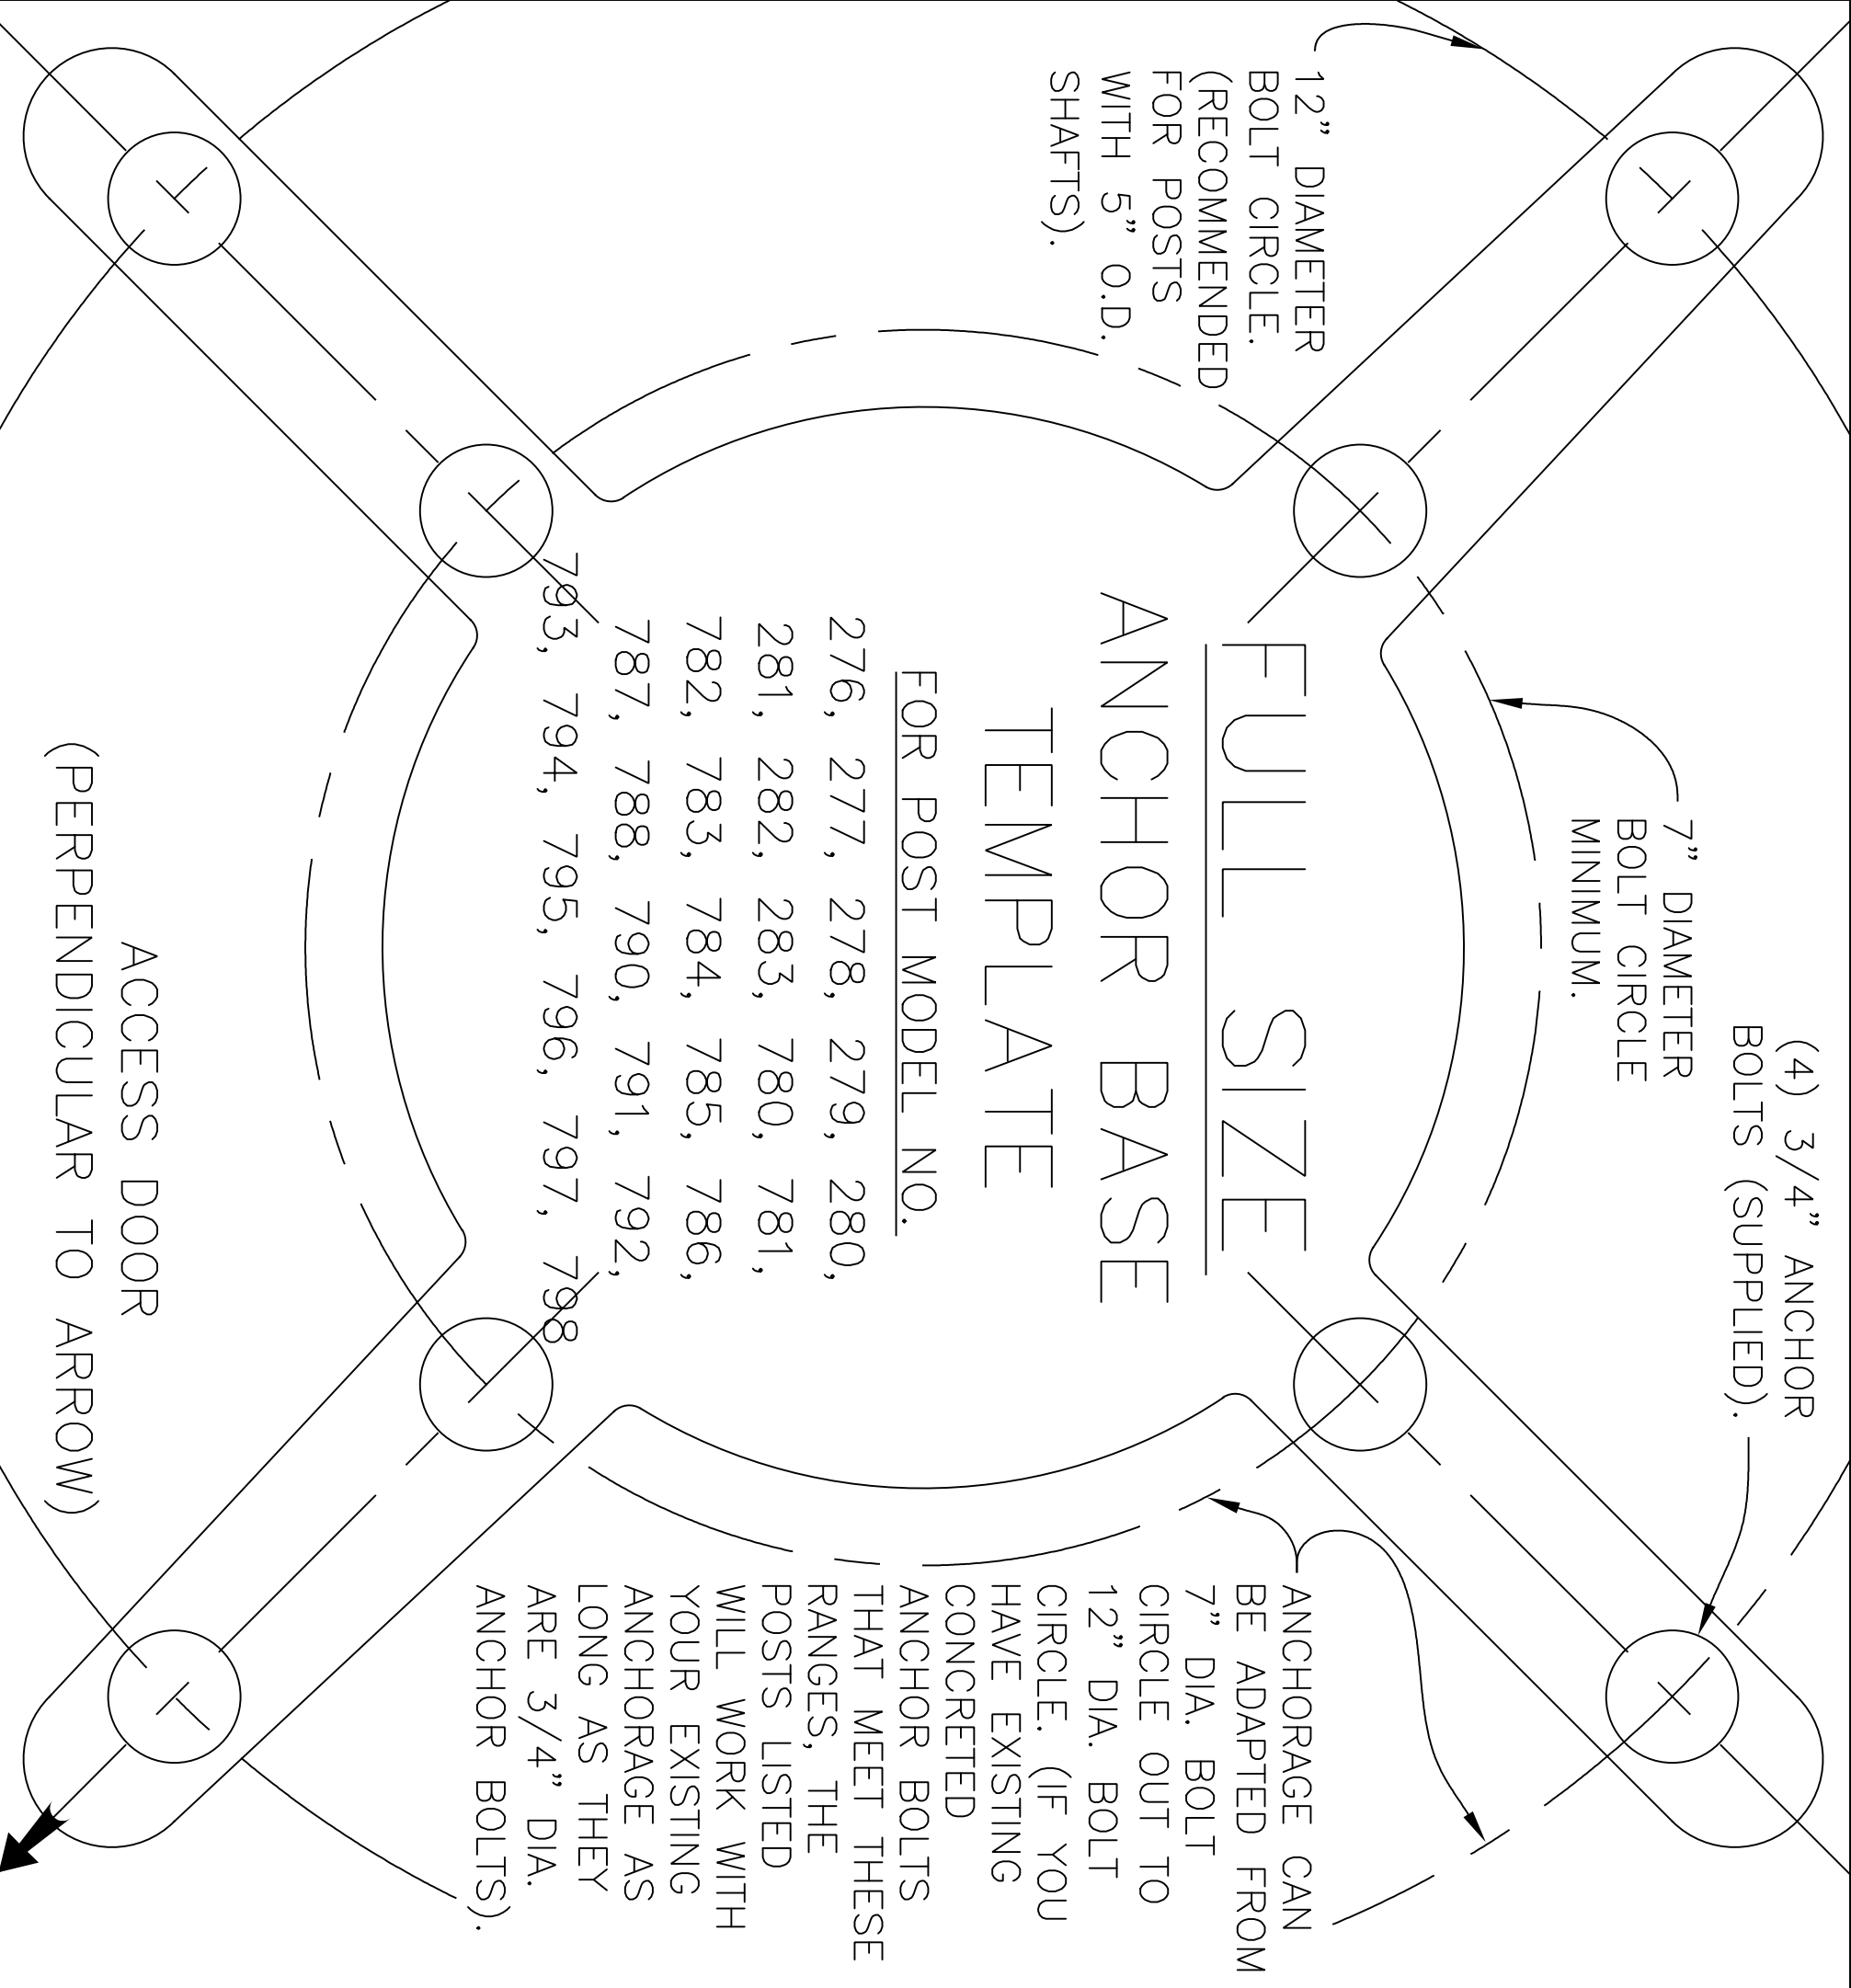 (4) 3/4" ANCHOR
BOLTS (SUPPLIED).
7" DIAMETER
BOLT CIRCLE
MINIMUM.
12" DIAMETER
BOLT CIRCLE.
(RECOMMENDED
FOR POSTS
WITH 5" O.D.
SHAFTS).
FULL SIZE
ANCHOR BASE
TEMPLATE
FOR POST MODEL NO.
276, 277, 278, 279, 280,
281, 282, 283, 780, 781,
782, 783, 784, 785, 786,
787, 788, 790, 791, 792,
793, 794, 795, 796, 797, 798
ANCHORAGE CAN
BE ADAPTED FROM
7" DIA. BOLT
CIRCLE OUT TO
12" DIA. BOLT
CIRCLE. (IF YOU
HAVE EXISTING
CONCRETED
ANCHOR BOLTS
THAT MEET THESE
RANGES, THE
POSTS LISTED
WILL WORK WITH
YOUR EXISTING
ANCHORAGE AS
LONG AS THEY
ARE 3/4" DIA.
ANCHOR BOLTS).
ACCESS DOOR
(PERPENDICULAR TO ARROW)